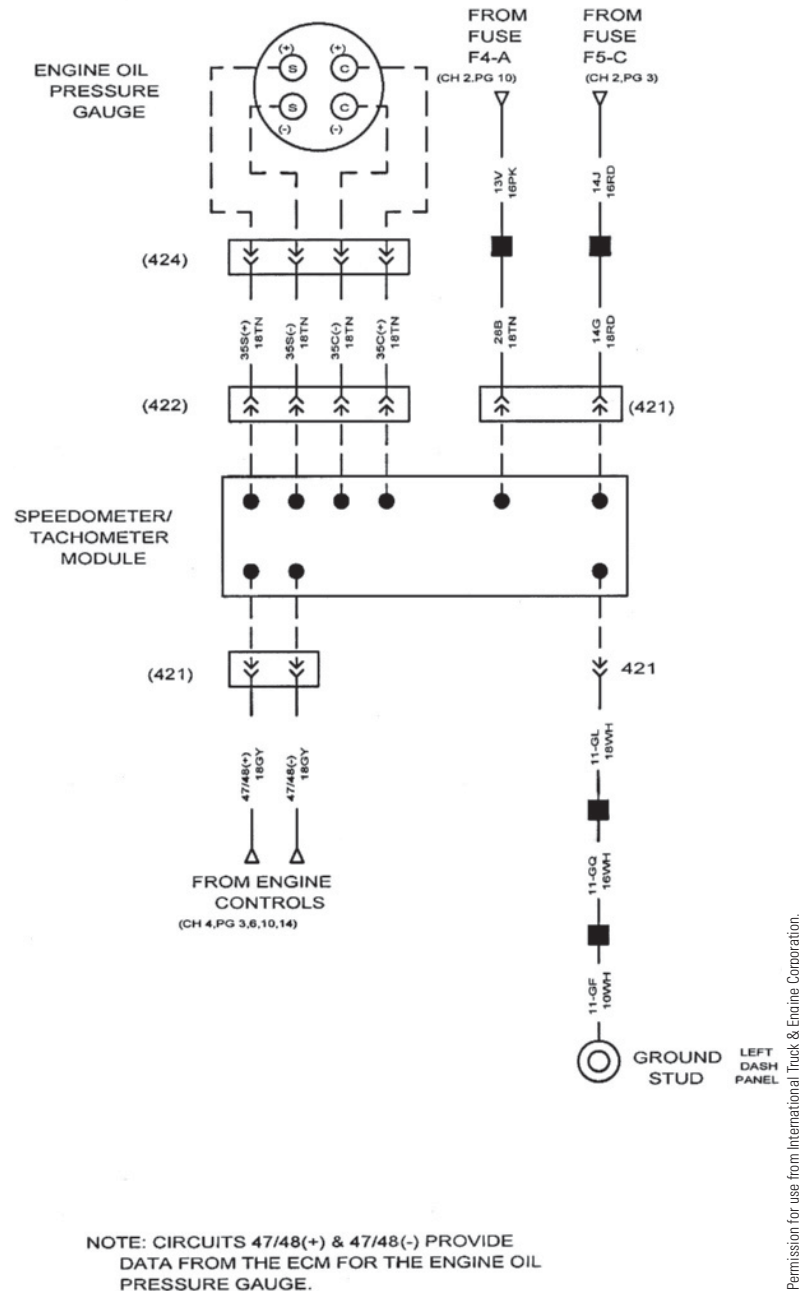 ENGINE OIL
PRESSURE
GAUGE
(+)
(+)
S
C
S
C
(-)
(-)
FROM
FUSE
F4-A
(CH 2,PG 10)
FROM
FUSE
F5-C
(CH 2,PG 3)
13V
16PK
14J
16RD
(424)
35S(+)
18TN
35S(-)
18TN
35C(-)
18TN
35C(+)
18TN
28B
18TN
14G
18RD
(422)
(421)
SPEEDOMETER/
TACHOMETER
MODULE
(421)
421
47/48(+)
18GY
47/48(-)
18GY
11-GL
18WH
FROM ENGINE
CONTROLS
(CH 4,PG 3,6,10,14)
11-GQ
16WH
11-GF
10WH
GROUND
STUD
LEFT
DASH
PANEL
NOTE: CIRCUITS 47/48(+) & 47/48(-) PROVIDE
DATA FROM THE ECM FOR THE ENGINE OIL
PRESSURE GAUGE.
Permission for use from International Truck & Engine Corporation.